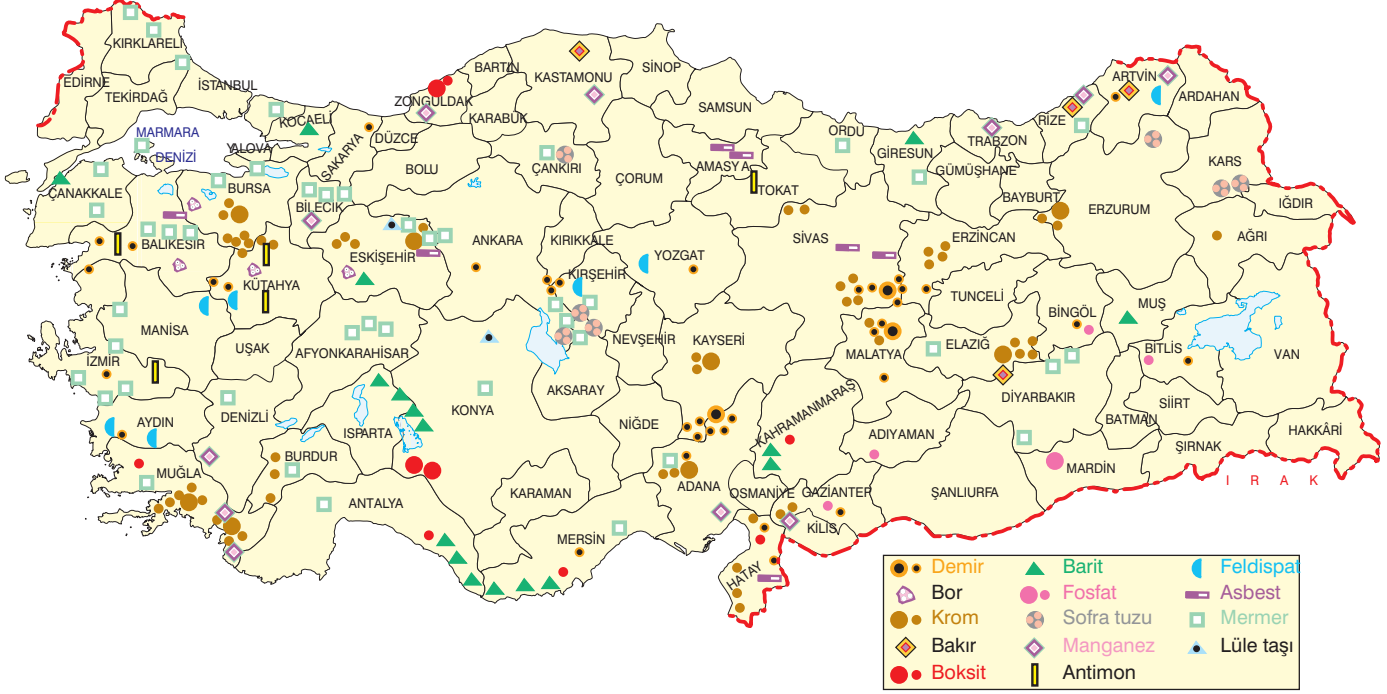 KIRKLARELİ
EDİRNE
TEKİRDAĞ
İSTANBUL
MARMARA
DENİZİ
YALOVA
KOCAELİ
SAKARYA
DÜZCE
ZONGULDAK
BARTIN
KARABÜK
KASTAMONU
SİNOP
SAMSUN
ORDU
GİRESUN
TRABZON
RİZE
ARTVİN
ARDAHAN
KARS
IĞDIR
ÇANAKKALE
BALIKESİR
BURSA
BİLECİK
BOLU
ÇANKIRI
ÇORUM
AMASYA
TOKAT
GÜMÜŞHANE
BAYBURT
ERZURUM
AĞRI
ESKİŞEHİR
ANKARA
KIRIKKALE
KIRŞEHİR
YOZGAT
SİVAS
ERZİNCAN
TUNCELİ
BİNGÖL
MUŞ
KÜTAHYA
MANİSA
UŞAK
AFYONKARAHİSAR
NEVŞEHİR
KAYSERİ
MALATYA
ELAZIĞ
BİTLİS
VAN
İZMİR
AYDIN
DENİZLİ
ISPARTA
KONYA
AKSARAY
NİĞDE
KAHRAMANMARAŞ
ADIYAMAN
DİYARBAKIR
BATMAN
SİİRT
ŞIRNAK
HAKKÂRİ
MUĞLA
BURDUR
ANTALYA
KARAMAN
MERSİN
ADANA
OSMANİYE
GAZİANTEP
KİLİS
HATAY
ŞANLIURFA
MARDİN
I R A K
Demir
Barit
Feldispat
Bor
Fosfat
Asbest
Krom
Sofra tuzu
Mermer
Bakır
Manganez
Lüle taşı
Boksit
Antimon